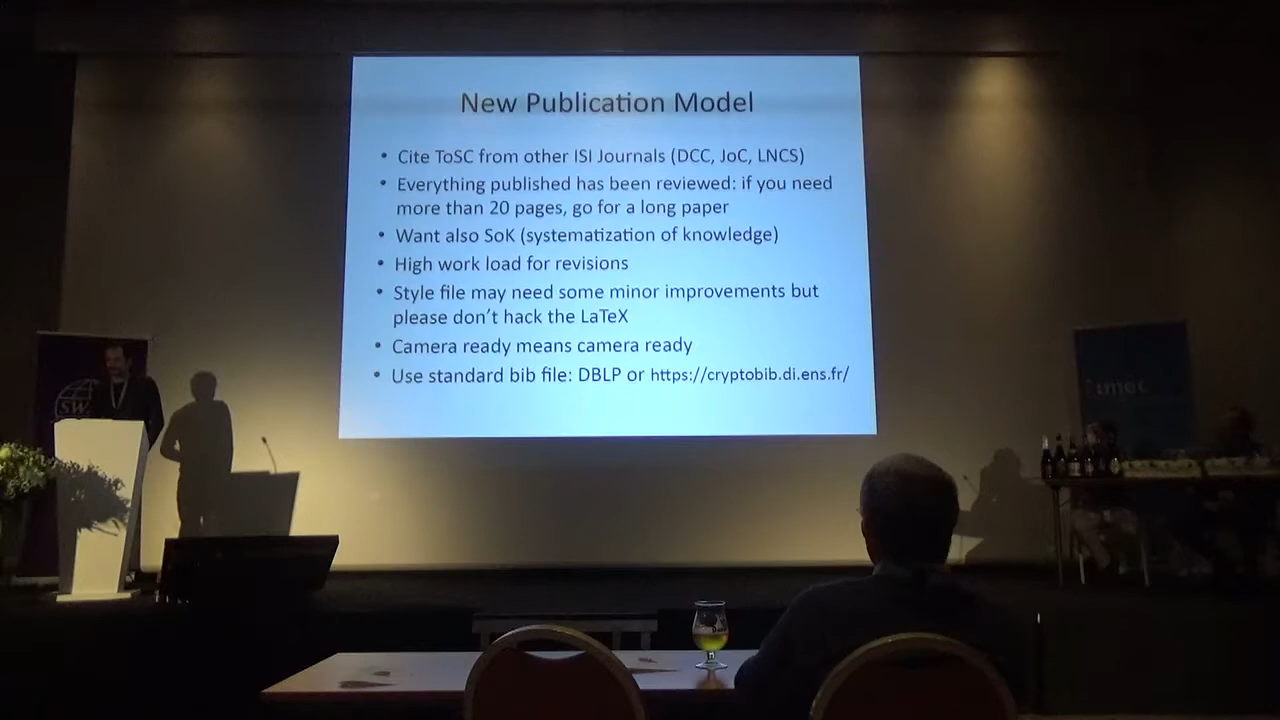 New Publication Model
• Cite ToSC from other ISI Journals (DCC, JoC, LNCS)
• Everything published has been reviewed: if you need
more than 20 pages, go for a long paper
• Want also SoK (systematization of knowledge)
• High work load for revisions
• Style file may need some minor improvements but
please don't hack the LaTeX
• Camera ready means camera ready
• Use standard bib file: DBLP or https://cryptobib.di.ens.fr/
SW
imec